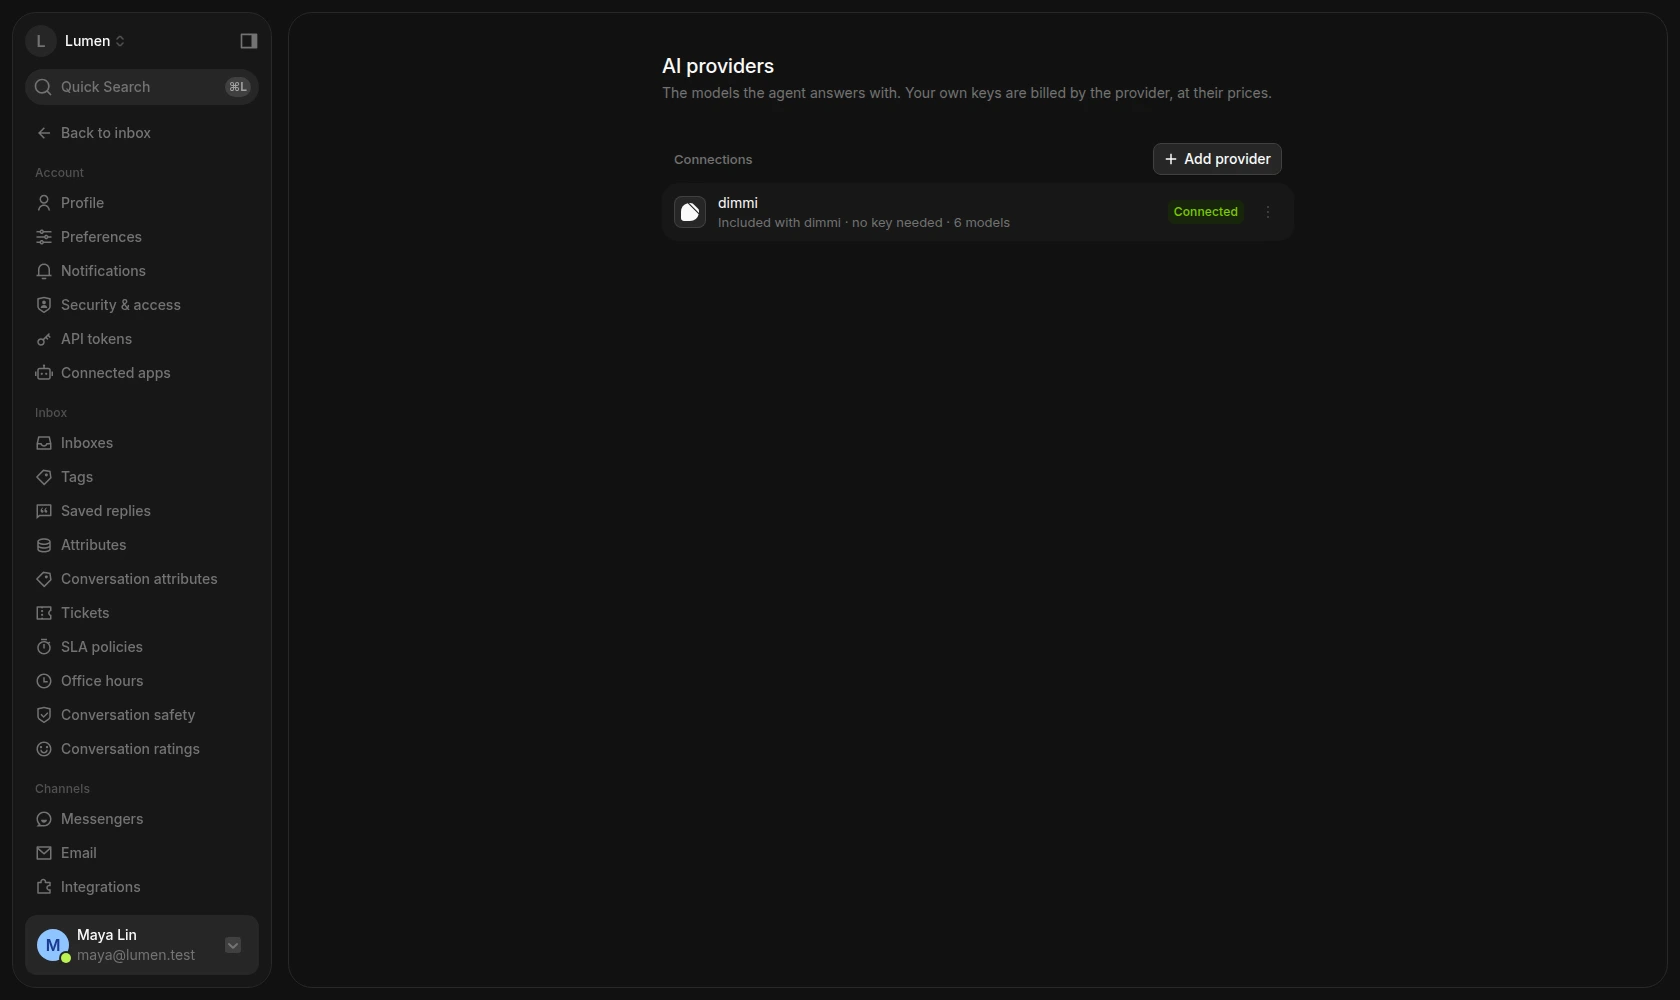 L
Lumen
Quick Search
⌘L
Back to inbox
Account
Profile
Preferences
Notifications
Security & access
API tokens
Connected apps
Inbox
Inboxes
Tags
Saved replies
Attributes
Conversation attributes
Tickets
SLA policies
Office hours
Conversation safety
Conversation ratings
Channels
Messengers
Email
Integrations
M
Maya Lin
maya@lumen.test
AI providers
The models the agent answers with. Your own keys are billed by the provider, at their prices.
Connections
Add provider
dimmi
Included with dimmi · no key needed · 6 models
Connected